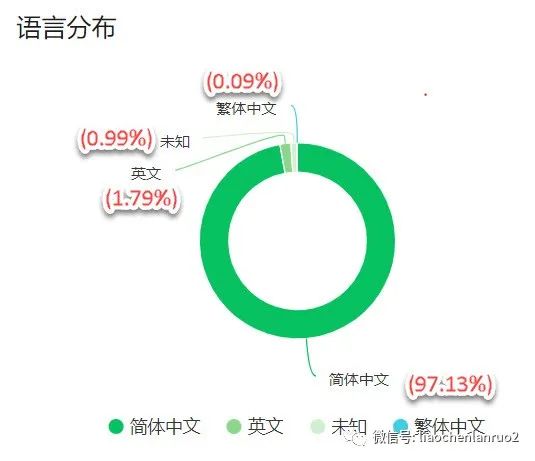 语言分布
(0.09%)
繁体中文
(0.99%) 未知
英文
(1.79%)
简体中文 (97.13%)
简体中文 英文 未知 繁体中文
微信号: liaochenlanruo2